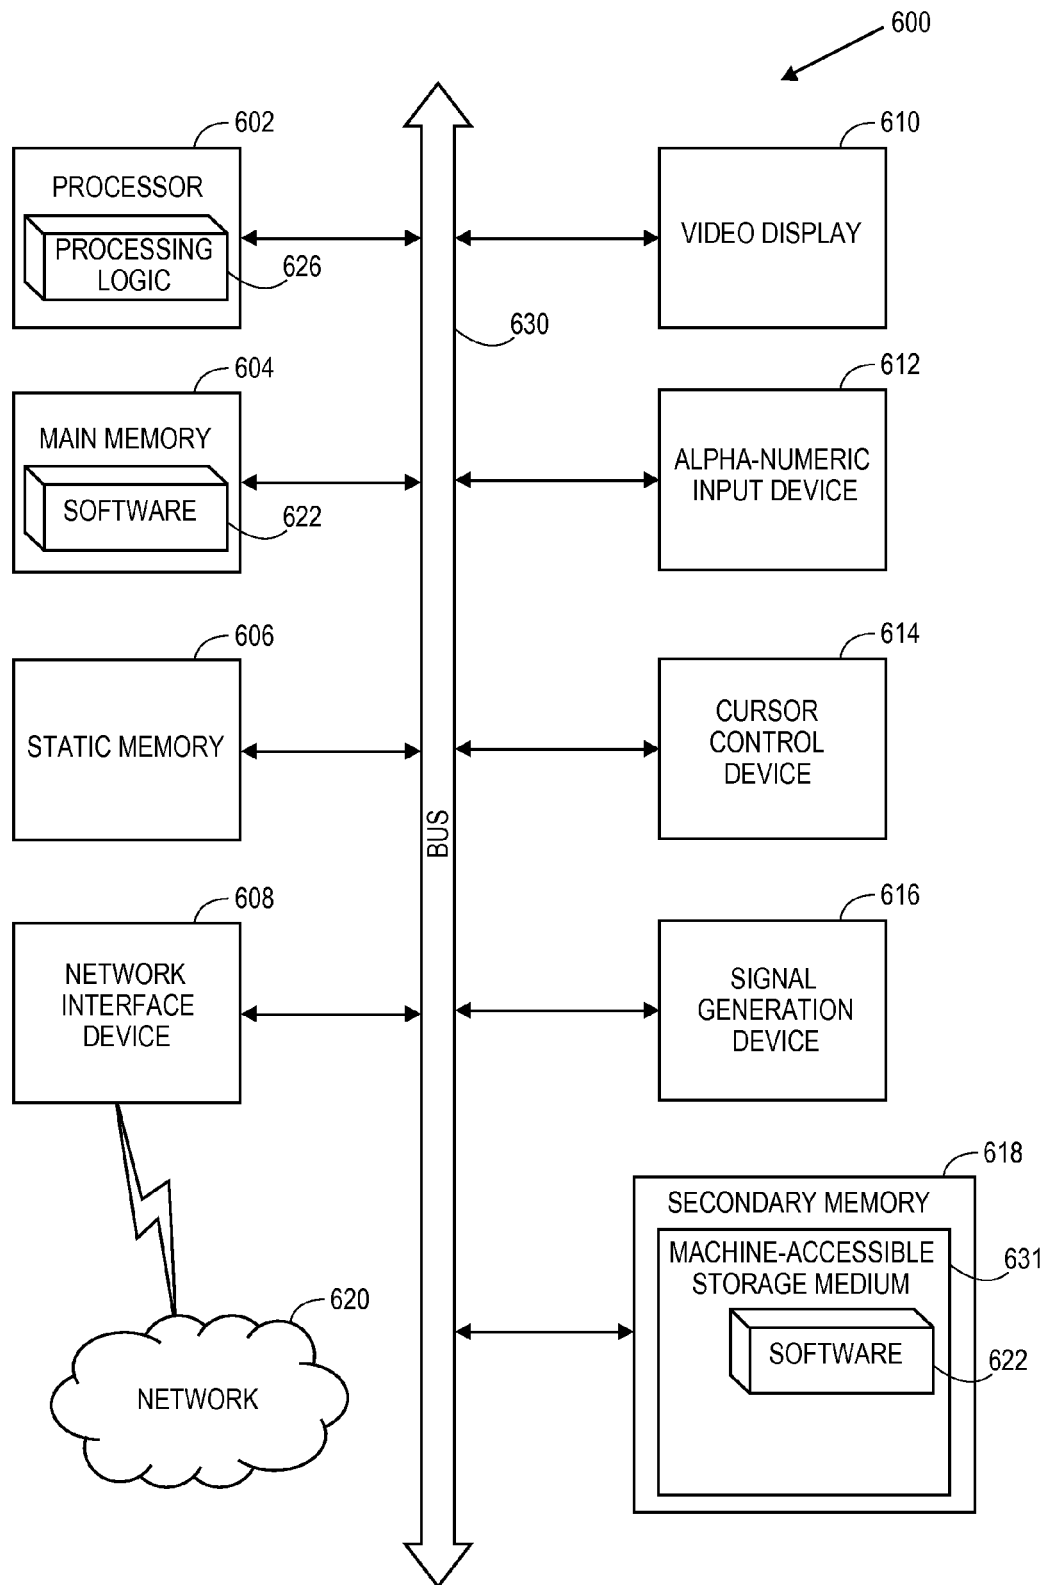 600
602
PROCESSOR
PROCESSING
LOGIC
626
610
VIDEO DISPLAY
630
604
MAIN MEMORY
SOFTWARE
622
612
ALPHA-NUMERIC
INPUT DEVICE
606
STATIC MEMORY
614
CURSOR
CONTROL
DEVICE
BUS
608
NETWORK
INTERFACE
DEVICE
616
SIGNAL
GENERATION
DEVICE
618
SECONDARY MEMORY
MACHINE-ACCESSIBLE
STORAGE MEDIUM
631
SOFTWARE
622
620
NETWORK